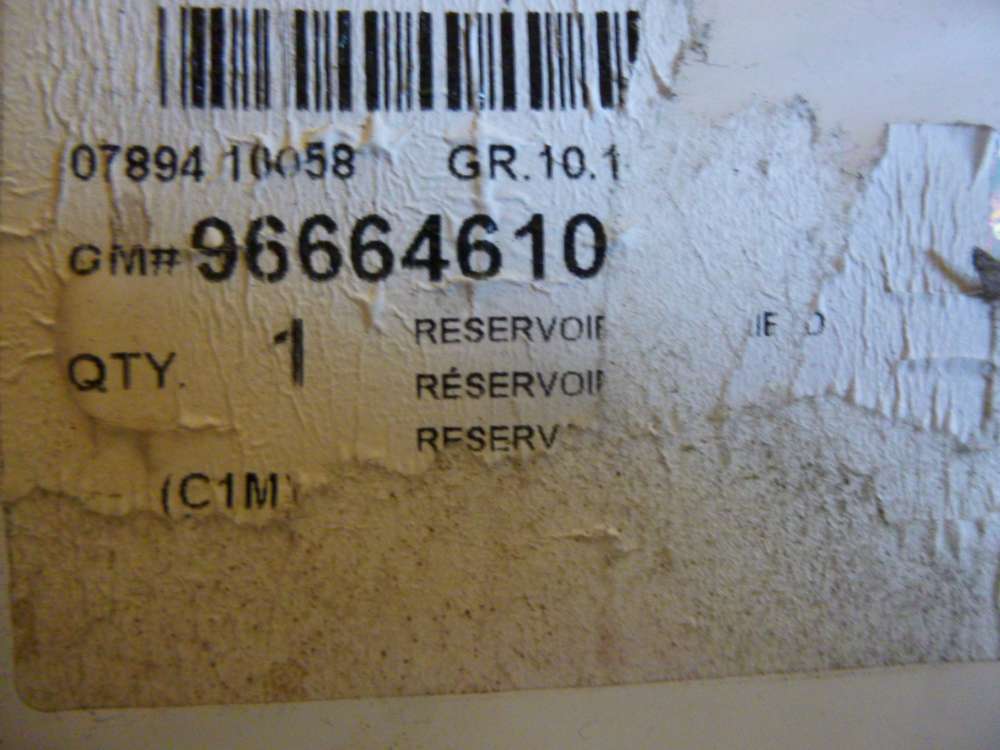 07894 10058 GR. 10.1
GM# 96664610
QTY. 1
RESERVOIR
RÉSERVOIR
(C1M)